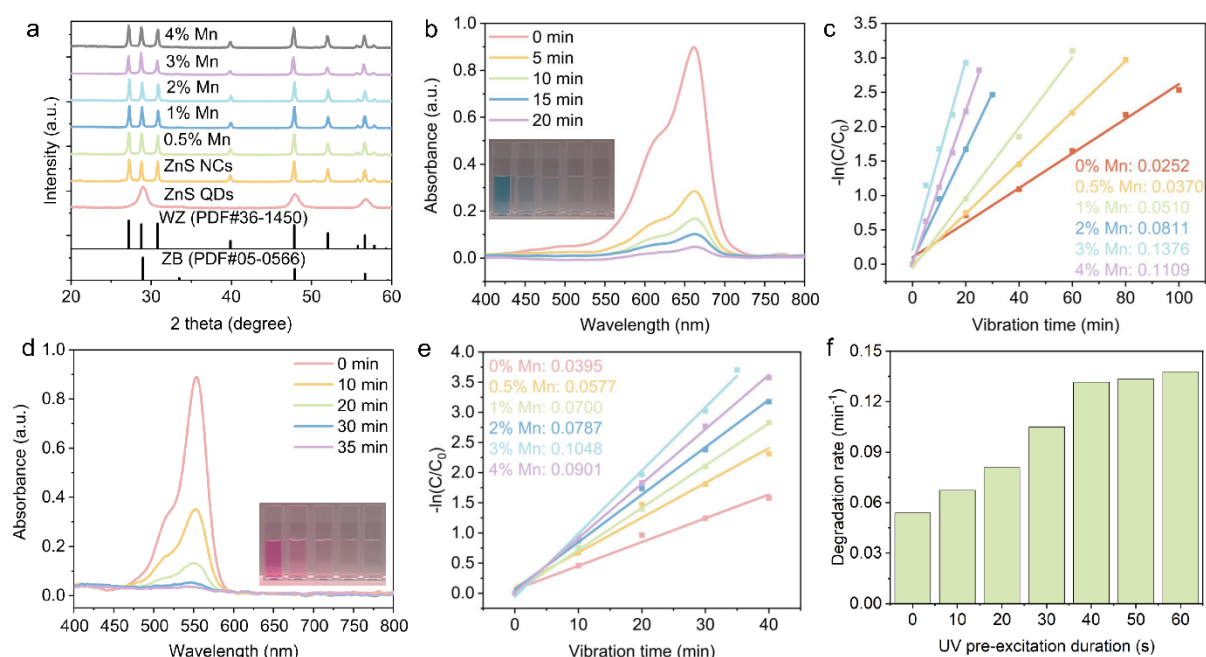 a
4% Mn
3% Mn
2% Mn
1% Mn
0.5% Mn
ZnS NCs
ZnS QDs
WZ (PDF#36-1450)
ZB (PDF#05-0566)
Intensity (a.u.)
20 30 40 50 60
2 theta (degree)
b
1.0
0.8
0.6
0.4
0.2
0.0
Absorbance (a.u.)
0 min
5 min
10 min
15 min
20 min
400 450 500 550 600 650 700 750 800
Wavelength (nm)
c
3.5
3.0
2.5
2.0
1.5
1.0
0.5
0.0
-0.5
-1.0
-ln(C/C0)
0% Mn: 0.0252
0.5% Mn: 0.0370
1% Mn: 0.0510
2% Mn: 0.0811
3% Mn: 0.1376
4% Mn: 0.1109
0 20 40 60 80 100
Vibration time (min)
d
1.0
0.8
0.6
0.4
0.2
0.0
Absorbance (a.u.)
0 min
10 min
20 min
30 min
35 min
400 450 500 550 600 650 700 750 800
Wavelength (nm)
e
4.0
3.5
3.0
2.5
2.0
1.5
1.0
0.5
0.0
-0.5
-ln(C/C0)
0% Mn: 0.0395
0.5% Mn: 0.0577
1% Mn: 0.0700
2% Mn: 0.0787
3% Mn: 0.1048
4% Mn: 0.0901
0 10 20 30 40
Vibration time (min)
f
0.15
0.12
0.09
0.06
0.03
0.00
Degradation rate (min⁻¹)
0 10 20 30 40 50 60
UV pre-excitation duration (s)